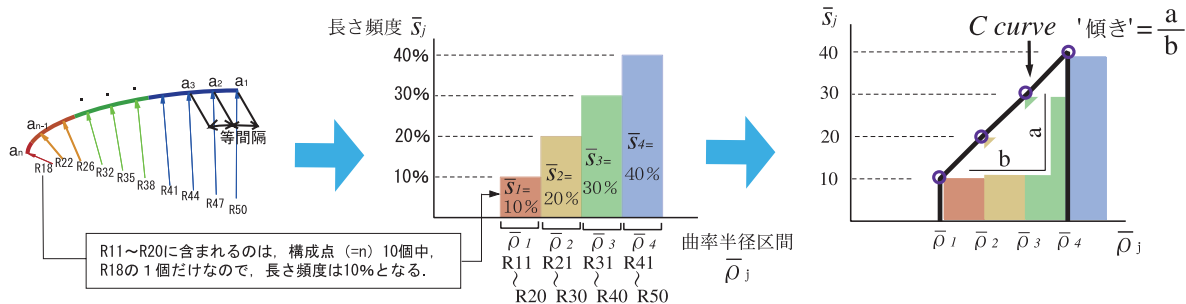 a₃ a₂ a₁
aₙ₋₁
aₙ
等間隔
R18 R22 R26 R32 R35 R38 R41 R44 R47 R50
R11〜R20に含まれるのは，構成点（=n）10個中，
R18の１個だけなので，長さ頻度は10%となる．
長さ頻度 s̅j
40%
30%
20%
10%
s̅1=
10%
s̅2=
20%
s̅3=
30%
s̅4=
40%
ρ̅1 ρ̅2 ρ̅3 ρ̅4
R11〜R20
R21〜R30
R31〜R40
R41〜R50
曲率半径区間
ρ̅j
s̅j
C curve
'傾き'= a/b
40
30
20
10
a
b
ρ̅1 ρ̅2 ρ̅3 ρ̅4 ρ̅j